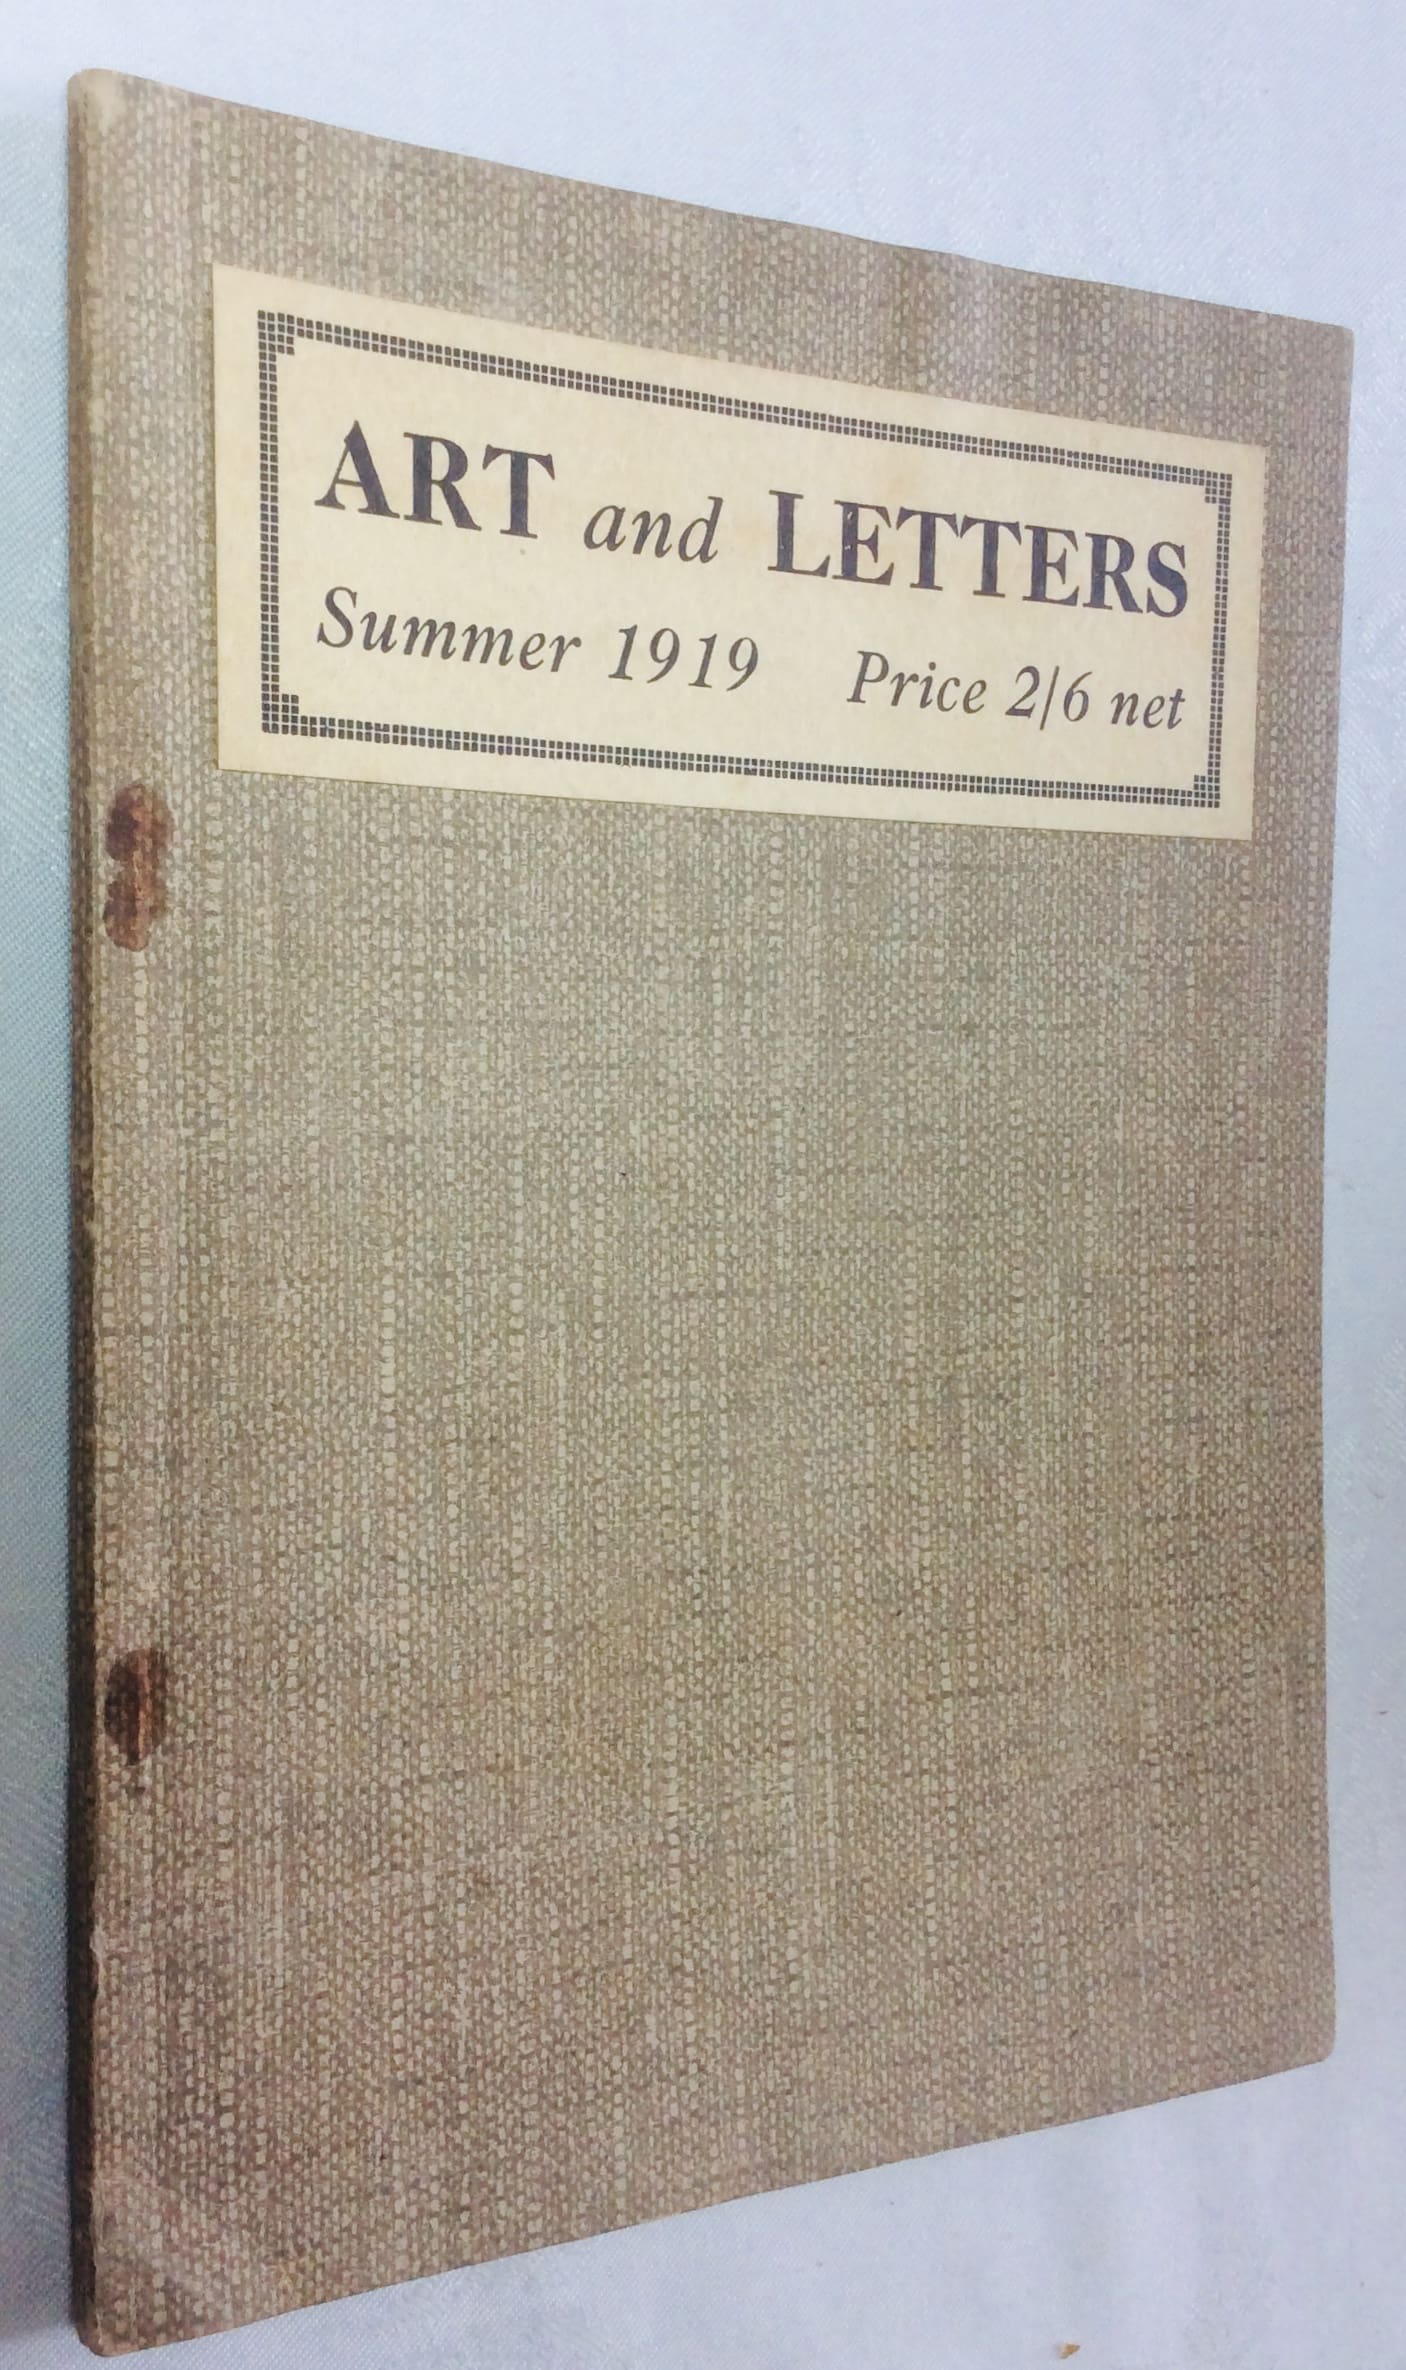 ART and LETTERS
Summer 1919 Price 2/6 net